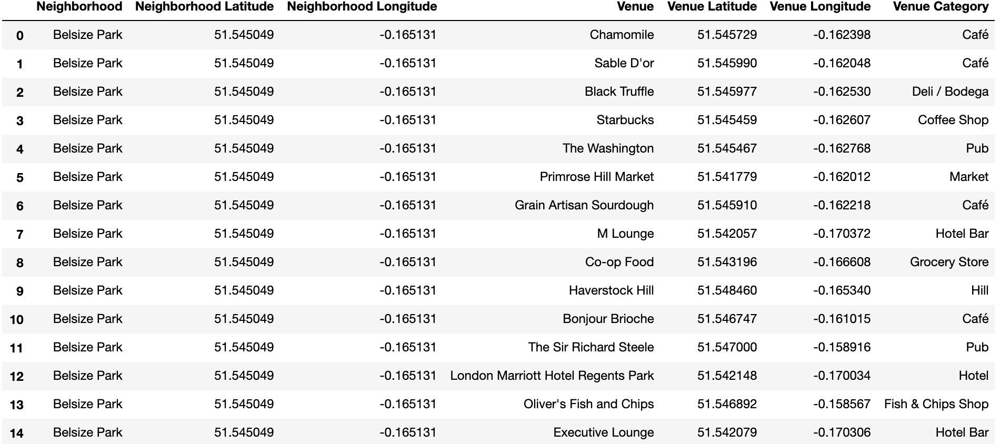 Neighborhood Neighborhood Latitude Neighborhood Longitude Venue Venue Latitude Venue Longitude Venue Category
0 Belsize Park 51.545049 -0.165131 Chamomile 51.545729 -0.162398 Café
1 Belsize Park 51.545049 -0.165131 Sable D'or 51.545990 -0.162048 Café
2 Belsize Park 51.545049 -0.165131 Black Truffle 51.545977 -0.162530 Deli / Bodega
3 Belsize Park 51.545049 -0.165131 Starbucks 51.545459 -0.162607 Coffee Shop
4 Belsize Park 51.545049 -0.165131 The Washington 51.545467 -0.162768 Pub
5 Belsize Park 51.545049 -0.165131 Primrose Hill Market 51.541779 -0.162012 Market
6 Belsize Park 51.545049 -0.165131 Grain Artisan Sourdough 51.545910 -0.162218 Café
7 Belsize Park 51.545049 -0.165131 M Lounge 51.542057 -0.170372 Hotel Bar
8 Belsize Park 51.545049 -0.165131 Co-op Food 51.543196 -0.166608 Grocery Store
9 Belsize Park 51.545049 -0.165131 Haverstock Hill 51.548460 -0.165340 Hill
10 Belsize Park 51.545049 -0.165131 Bonjour Brioche 51.546747 -0.161015 Café
11 Belsize Park 51.545049 -0.165131 The Sir Richard Steele 51.547000 -0.158916 Pub
12 Belsize Park 51.545049 -0.165131 London Marriott Hotel Regents Park 51.542148 -0.170034 Hotel
13 Belsize Park 51.545049 -0.165131 Oliver's Fish and Chips 51.546892 -0.158567 Fish & Chips Shop
14 Belsize Park 51.545049 -0.165131 Executive Lounge 51.542079 -0.170306 Hotel Bar